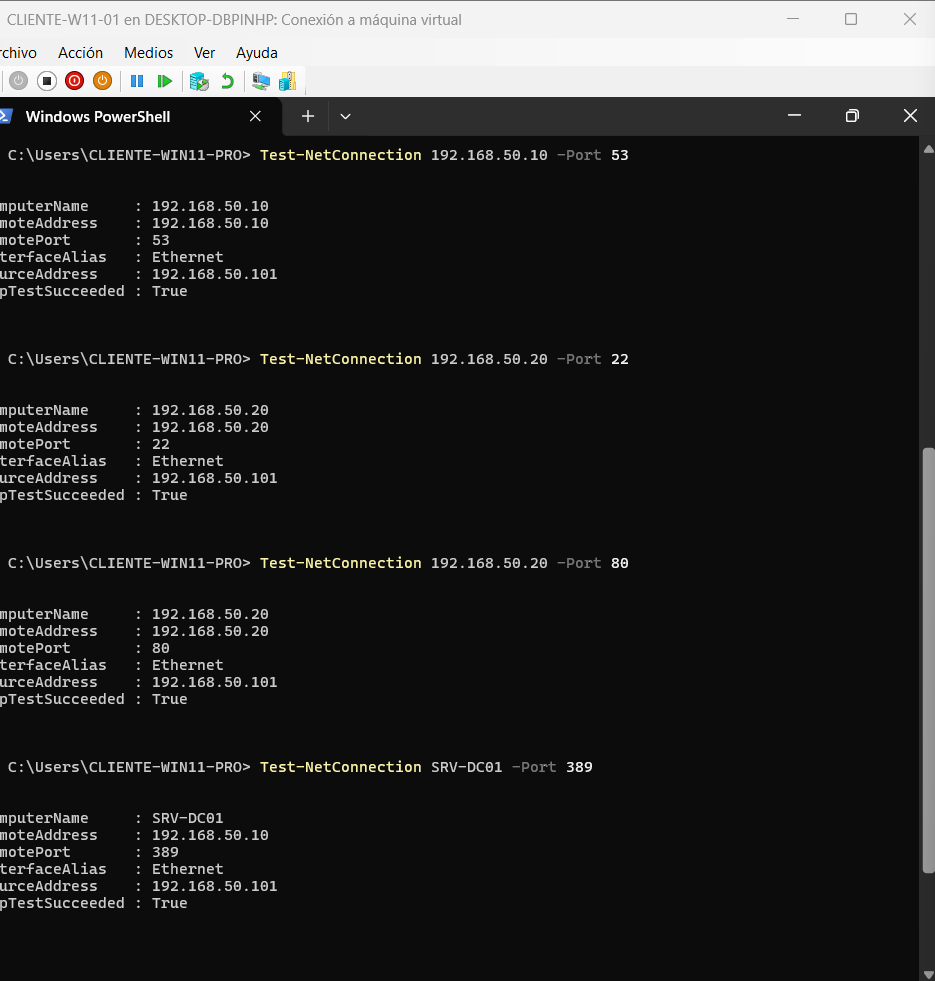 CLIENTE-W11-01 en DESKTOP-DBPINHP: Conexión a máquina virtual
rchivo Acción Medios Ver Ayuda
Windows PowerShell
C:\Users\CLIENTE-WIN11-PRO> Test-NetConnection 192.168.50.10 -Port 53
mputerName : 192.168.50.10
moteAddress : 192.168.50.10
motePort : 53
terfaceAlias : Ethernet
urceAddress : 192.168.50.101
pTestSucceeded : True
C:\Users\CLIENTE-WIN11-PRO> Test-NetConnection 192.168.50.20 -Port 22
mputerName : 192.168.50.20
moteAddress : 192.168.50.20
motePort : 22
terfaceAlias : Ethernet
urceAddress : 192.168.50.101
pTestSucceeded : True
C:\Users\CLIENTE-WIN11-PRO> Test-NetConnection 192.168.50.20 -Port 80
mputerName : 192.168.50.20
moteAddress : 192.168.50.20
motePort : 80
terfaceAlias : Ethernet
urceAddress : 192.168.50.101
pTestSucceeded : True
C:\Users\CLIENTE-WIN11-PRO> Test-NetConnection SRV-DC01 -Port 389
mputerName : SRV-DC01
moteAddress : 192.168.50.10
motePort : 389
terfaceAlias : Ethernet
urceAddress : 192.168.50.101
pTestSucceeded : True